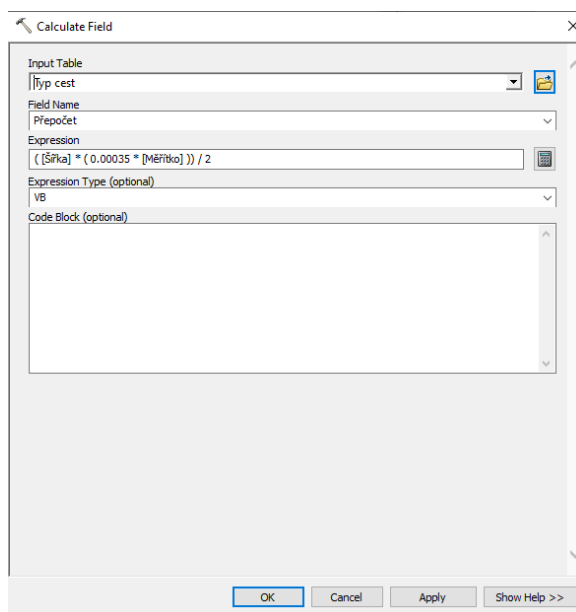 Calculate Field
Input Table
Typ cest
Field Name
Přepočet
Expression
( [Šířka] * ( 0.00035 * [Měřítko] )) / 2
Expression Type (optional)
VB
Code Block (optional)
OK Cancel Apply Show Help >>